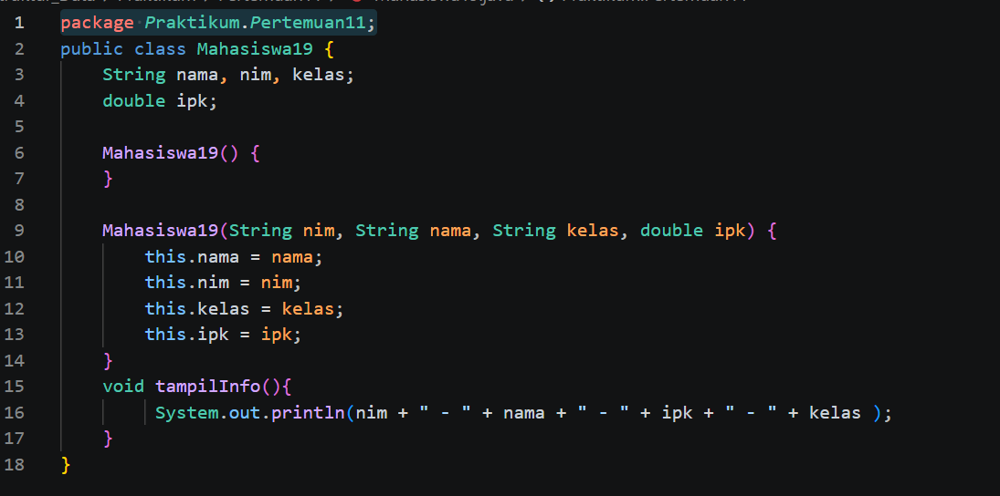 1 package Praktikum.Pertemuan11;
2 public class Mahasiswa19 {
3     String nama, nim, kelas;
4     double ipk;
5
6     Mahasiswa19() {
7     }
8
9     Mahasiswa19(String nim, String nama, String kelas, double ipk) {
10         this.nama = nama;
11         this.nim = nim;
12         this.kelas = kelas;
13         this.ipk = ipk;
14     }
15     void tampilInfo(){
16          System.out.println(nim + " - " + nama + " - " + ipk + " - " + kelas );
17     }
18 }